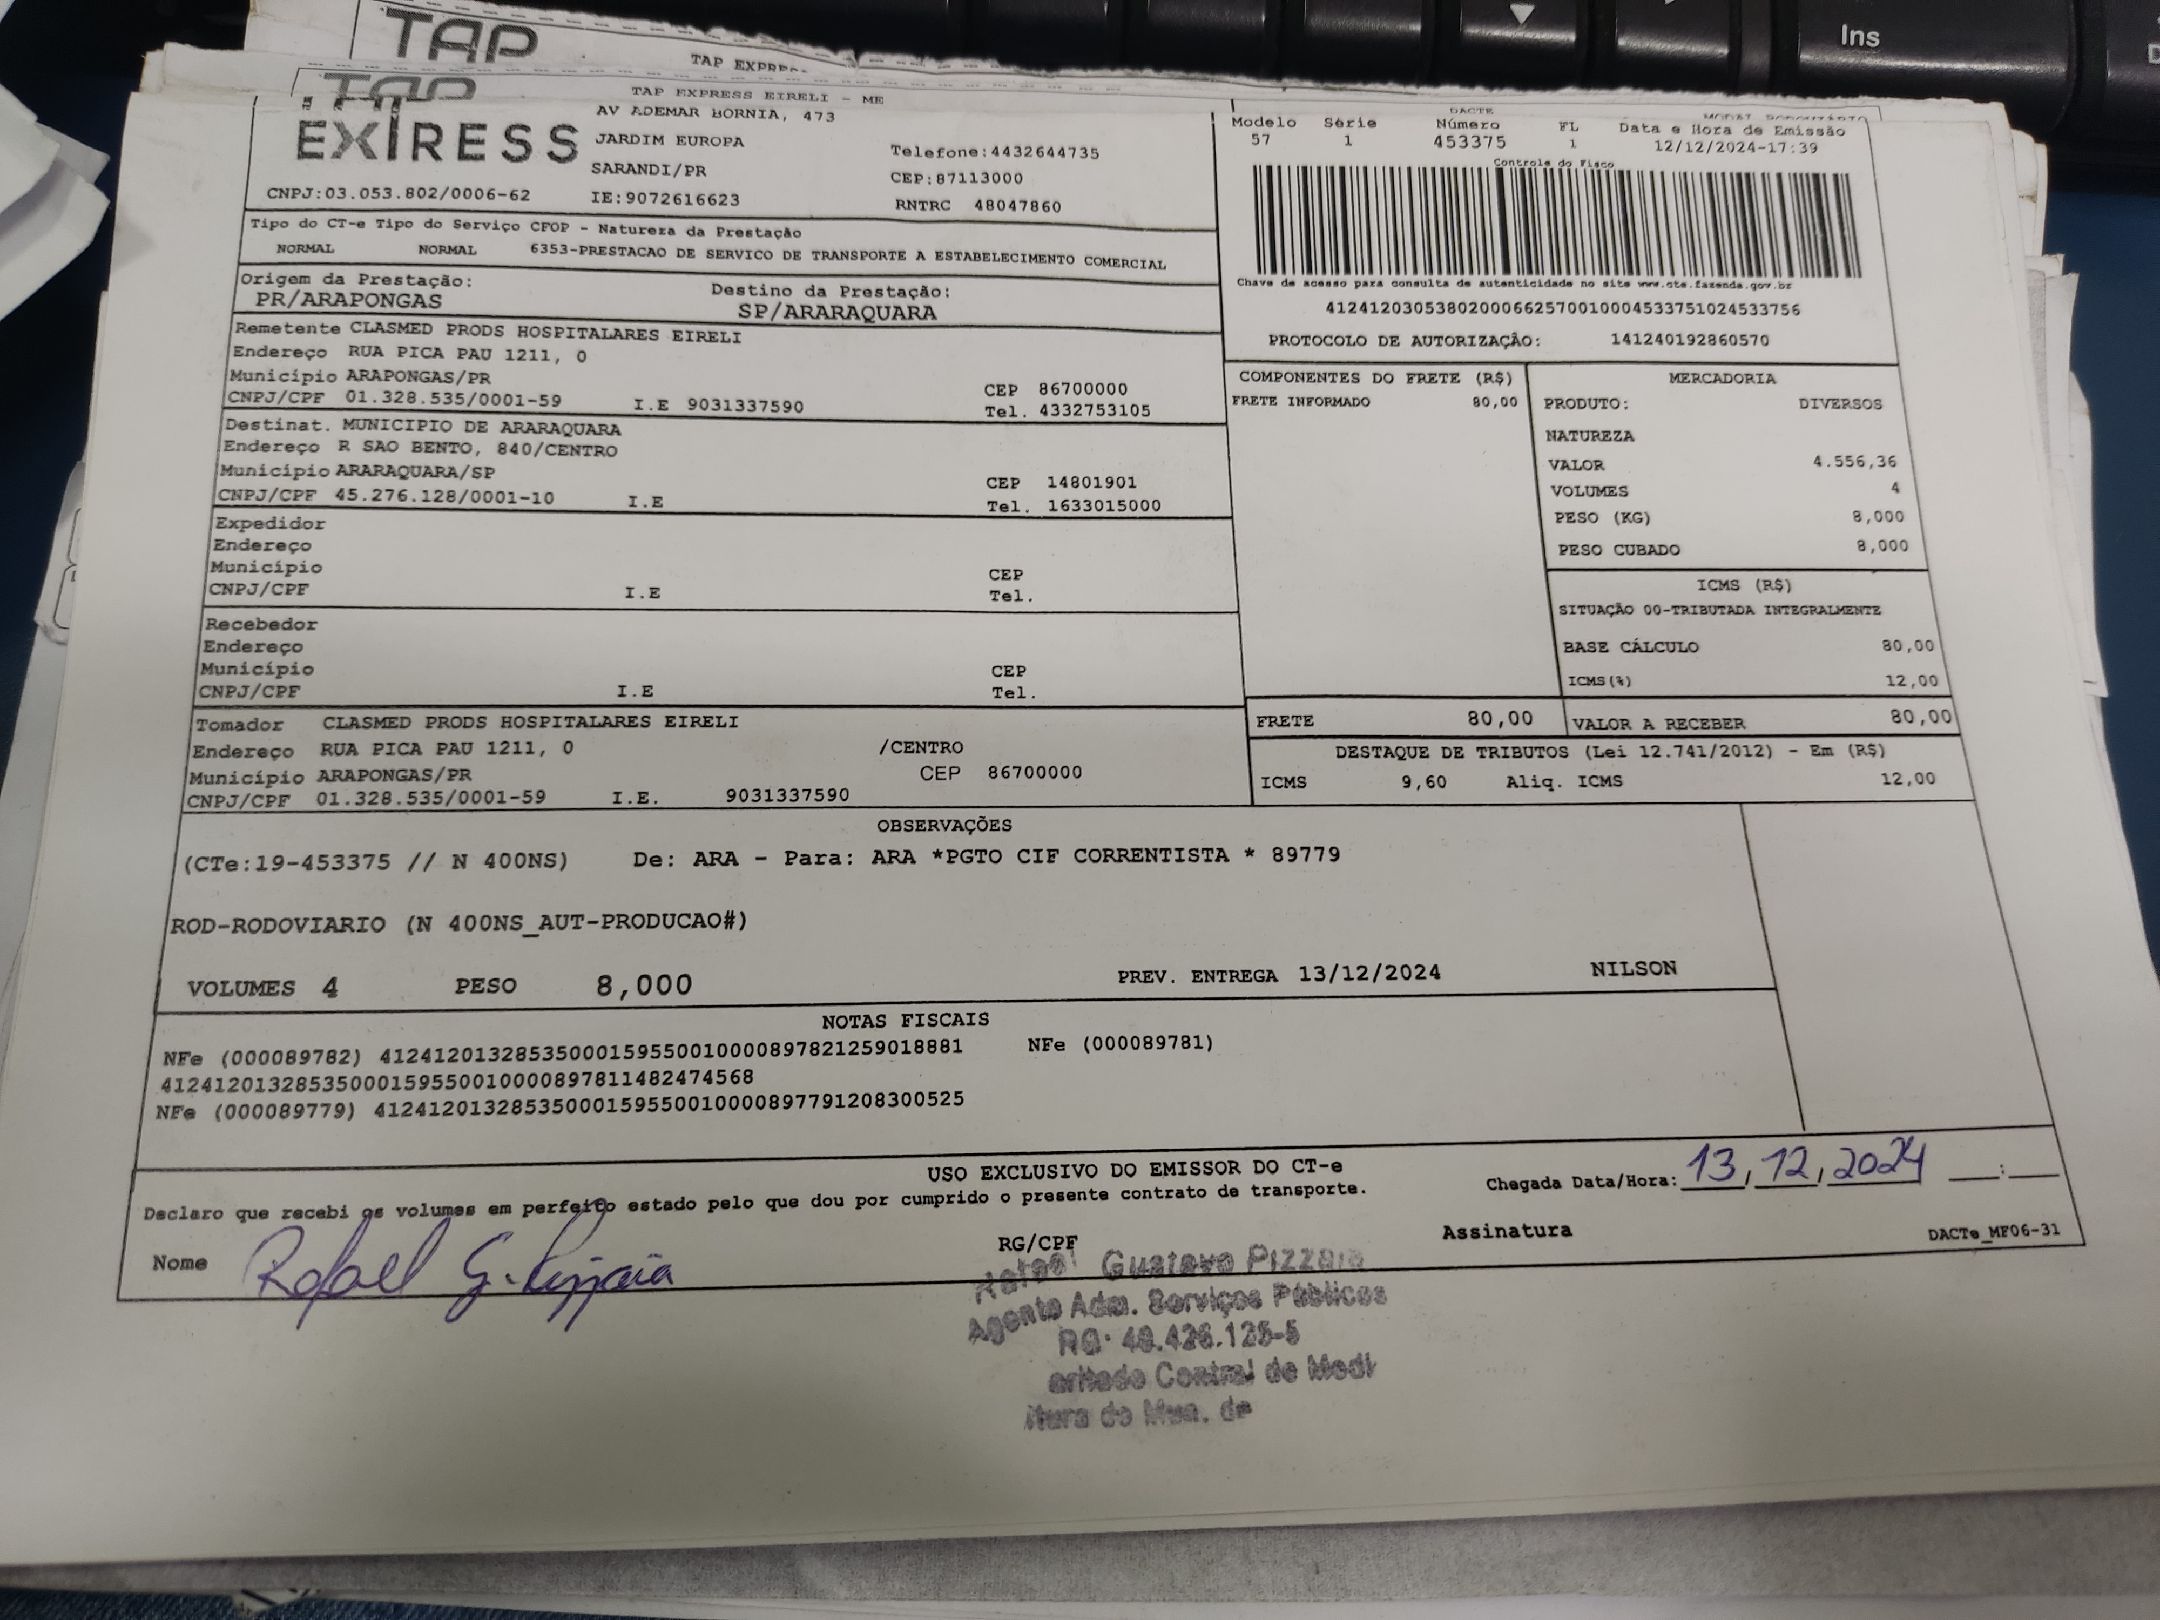 TAP
TAP EXPRE
TAP
TAP EXPRESS EIRELI - ME
EXPRESS
AV ADEMAR BORNIA, 473
JARDIM EUROPA
SARANDI/PR
Telefone:4432644735
CEP:87113000
CNPJ:03.053.802/0006-62 IE:9072616623 RNTRC 48047860
DACTE
Modelo Série Número FL Data e Hora de Emissão
57 1 453375 1 12/12/2024-17:39
Controle do Fisco
Chave de acesso para consulta de autenticidade no site www.cte.fazenda.gov.br
41241203053802000662570010004533751024533756
PROTOCOLO DE AUTORIZAÇÃO: 141240192860570
Tipo do CT-e Tipo do Serviço CFOP - Natureza da Prestação
NORMAL NORMAL 6353-PRESTACAO DE SERVICO DE TRANSPORTE A ESTABELECIMENTO COMERCIAL
Origem da Prestação: Destino da Prestação:
PR/ARAPONGAS SP/ARARAQUARA
Remetente CLASMED PRODS HOSPITALARES EIRELI
Endereço RUA PICA PAU 1211, 0
Município ARAPONGAS/PR CEP 86700000
CNPJ/CPF 01.328.535/0001-59 I.E 9031337590 Tel. 4332753105
Destinat. MUNICIPIO DE ARARAQUARA
Endereço R SAO BENTO, 840/CENTRO
Município ARARAQUARA/SP CEP 14801901
CNPJ/CPF 45.276.128/0001-10 I.E Tel. 1633015000
Expedidor
Endereço
Município CEP
CNPJ/CPF I.E Tel.
Recebedor
Endereço
Município CEP
CNPJ/CPF I.E Tel.
Tomador CLASMED PRODS HOSPITALARES EIRELI
Endereço RUA PICA PAU 1211, 0 /CENTRO
Município ARAPONGAS/PR CEP 86700000
CNPJ/CPF 01.328.535/0001-59 I.E. 9031337590
COMPONENTES DO FRETE (R$)
FRETE INFORMADO 80,00
MERCADORIA
PRODUTO: DIVERSOS
NATUREZA
VALOR 4.556,36
VOLUMES 4
PESO (KG) 8,000
PESO CUBADO 8,000
ICMS (R$)
SITUAÇÃO 00-TRIBUTADA INTEGRALMENTE
BASE CÁLCULO 80,00
ICMS(%) 12,00
FRETE 80,00 VALOR A RECEBER 80,00
DESTAQUE DE TRIBUTOS (Lei 12.741/2012) - Em (R$)
ICMS 9,60 Aliq. ICMS 12,00
OBSERVAÇÕES
(CTe:19-453375 // N 400NS) De: ARA - Para: ARA *PGTO CIF CORRENTISTA * 89779
ROD-RODOVIARIO (N 400NS_AUT-PRODUCAO#)
VOLUMES 4 PESO 8,000 PREV. ENTREGA 13/12/2024 NILSON
NOTAS FISCAIS
NFe (000089782) 41241201328535000159550010000897821259018881 NFe (000089781)
41241201328535000159550010000897811482474568
NFe (000089779) 41241201328535000159550010000897791208300525
USO EXCLUSIVO DO EMISSOR DO CT-e
Declaro que recebi os volumes em perfeito estado pelo que dou por cumprido o presente contrato de transporte.
Chegada Data/Hora: 13,12,2024 __:__
Nome Rafael G. Pizzaia RG/CPF Assinatura DACTe_MF06-31
Rafael Gustavo Pizzaia
Agente Adm. Serviços Públicos
RG: 48.426.125-5
Central de Medi
Ins